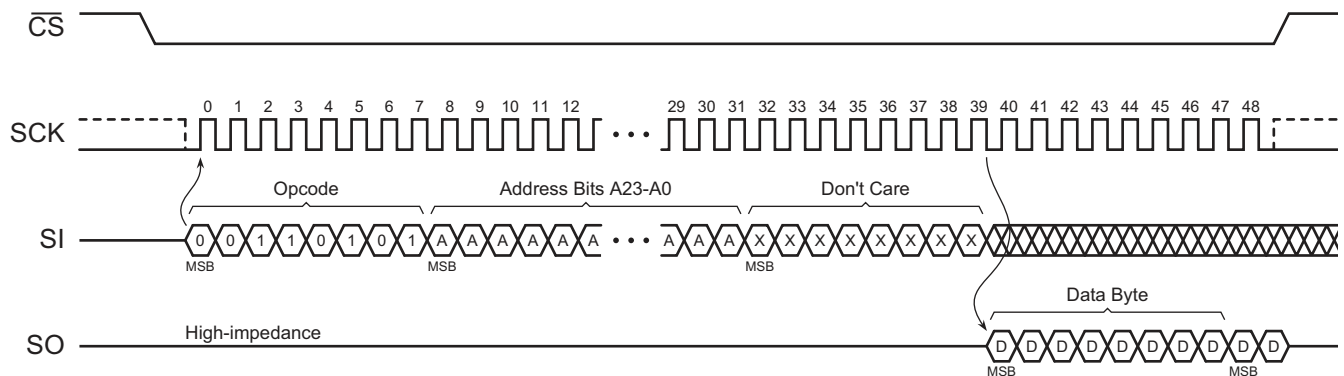 CS
0 1 2 3 4 5 6 7 8 9 10 11 12 29 30 31 32 33 34 35 36 37 38 39 40 41 42 43 44 45 46 47 48
SCK
Opcode Address Bits A23-A0 Don't Care
SI 0 0 1 1 0 1 0 1 A A A A A A A A A X X X X X X X X
MSB MSB MSB
Data Byte
High-impedance
SO D D D D D D D D D D
MSB MSB